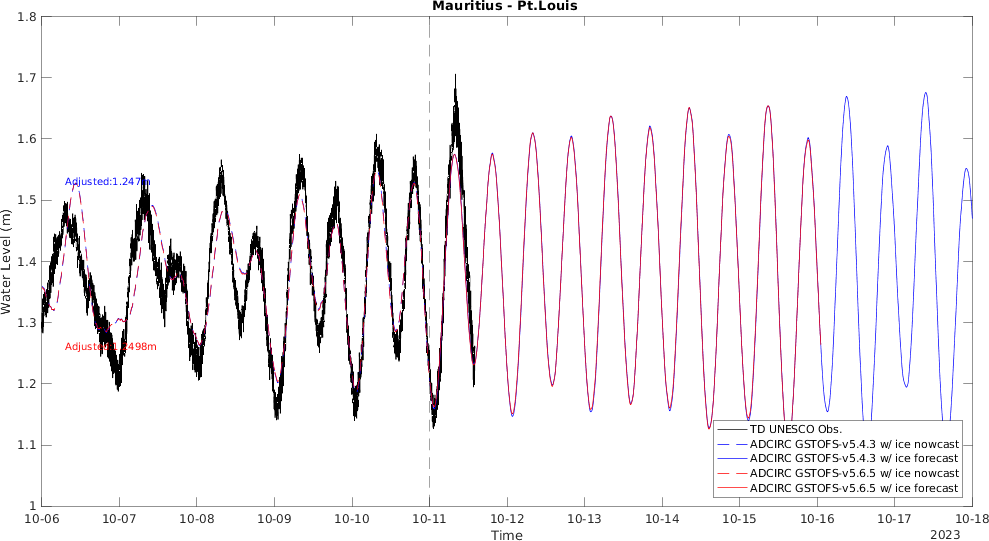 Mauritius - Pt.Louis
1.8
1.7
1.6
1.5
1.4
1.3
1.2
1.1
1
Water Level (m)
Adjusted:1.247m
Adjusted:1.2498m
TD UNESCO Obs.
ADCIRC GSTOFS-v5.4.3 w/ ice nowcast
ADCIRC GSTOFS-v5.4.3 w/ ice forecast
ADCIRC GSTOFS-v5.6.5 w/ ice nowcast
ADCIRC GSTOFS-v5.6.5 w/ ice forecast
10-06 10-07 10-08 10-09 10-10 10-11 10-12 10-13 10-14 10-15 10-16 10-17 10-18
Time
2023